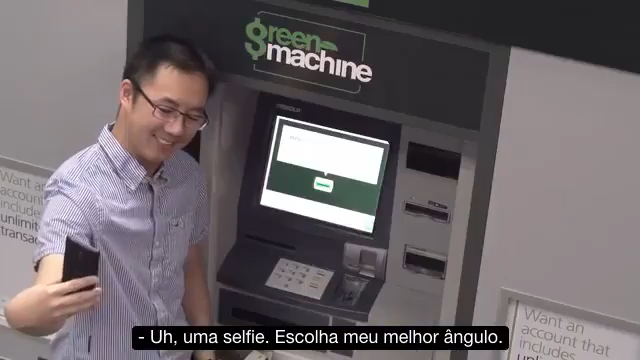 green
machine
Want an
account
include
unlimit
transac
Want an
account that
includes
- Uh, uma selfie. Escolha meu melhor ângulo.